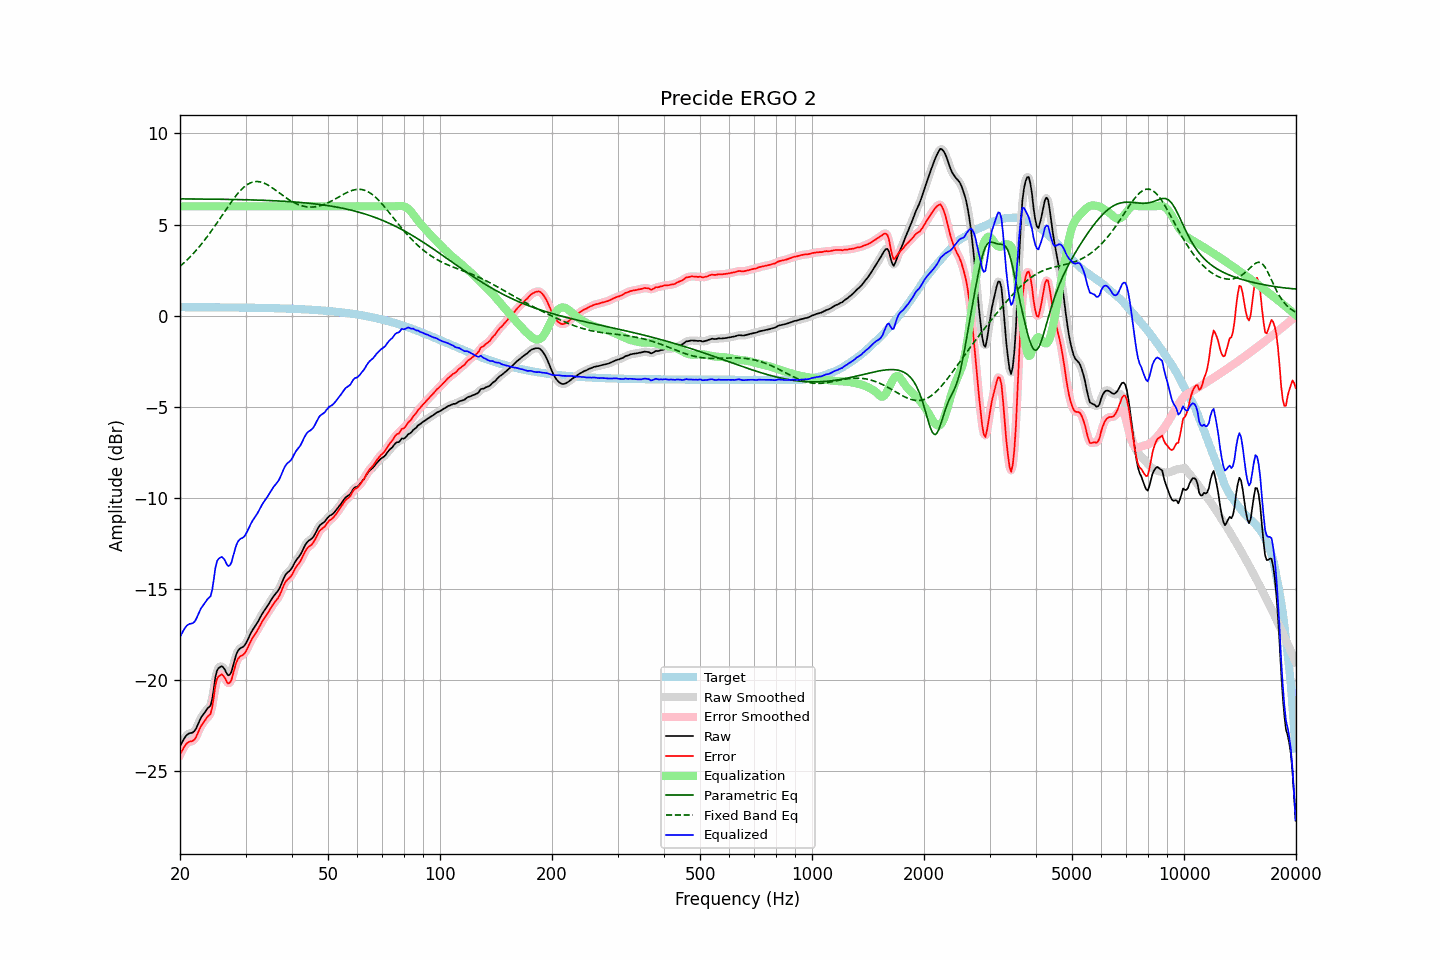 Precide ERGO 2
Amplitude (dBr)
10
5
0
−5
−10
−15
−20
−25
Target
Raw Smoothed
Error Smoothed
Raw
Error
Equalization
Parametric Eq
Fixed Band Eq
Equalized
20 50 100 200 500 1000 2000 5000 10000 20000
Frequency (Hz)